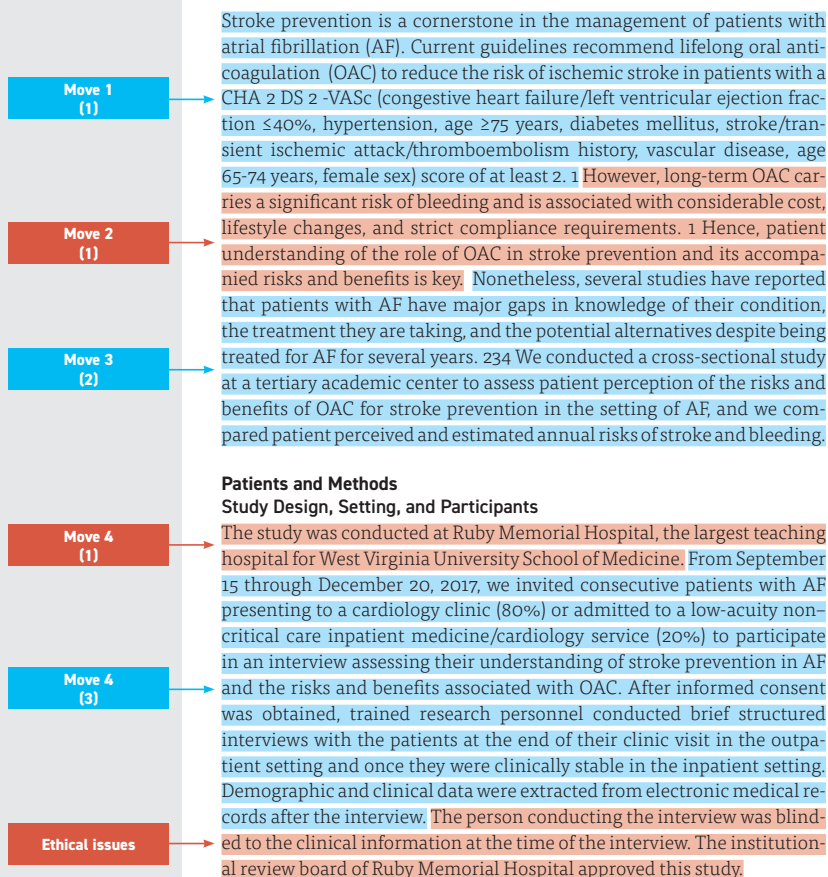 Stroke prevention is a cornerstone in the management of patients with
atrial fibrillation (AF). Current guidelines recommend lifelong oral anti-
coagulation (OAC) to reduce the risk of ischemic stroke in patients with a
Move 1
(1)
CHA 2 DS 2 -VASc (congestive heart failure/left ventricular ejection frac-
tion ≤40%, hypertension, age ≥75 years, diabetes mellitus, stroke/tran-
sient ischemic attack/thromboembolism history, vascular disease, age
65-74 years, female sex) score of at least 2. 1 However, long-term OAC car-
ries a significant risk of bleeding and is associated with considerable cost,
Move 2
(1)
lifestyle changes, and strict compliance requirements. 1 Hence, patient
understanding of the role of OAC in stroke prevention and its accompa-
nied risks and benefits is key. Nonetheless, several studies have reported
that patients with AF have major gaps in knowledge of their condition,
the treatment they are taking, and the potential alternatives despite being
Move 3
(2)
treated for AF for several years. 234 We conducted a cross-sectional study
at a tertiary academic center to assess patient perception of the risks and
benefits of OAC for stroke prevention in the setting of AF, and we com-
pared patient perceived and estimated annual risks of stroke and bleeding.
Patients and Methods
Study Design, Setting, and Participants
Move 4
(1)
The study was conducted at Ruby Memorial Hospital, the largest teaching
hospital for West Virginia University School of Medicine. From September
15 through December 20, 2017, we invited consecutive patients with AF
presenting to a cardiology clinic (80%) or admitted to a low-acuity non–
critical care inpatient medicine/cardiology service (20%) to participate
in an interview assessing their understanding of stroke prevention in AF
Move 4
(3)
and the risks and benefits associated with OAC. After informed consent
was obtained, trained research personnel conducted brief structured
interviews with the patients at the end of their clinic visit in the outpa-
tient setting and once they were clinically stable in the inpatient setting.
Demographic and clinical data were extracted from electronic medical re-
cords after the interview. The person conducting the interview was blind-
Ethical issues
ed to the clinical information at the time of the interview. The institution-
al review board of Ruby Memorial Hospital approved this study.